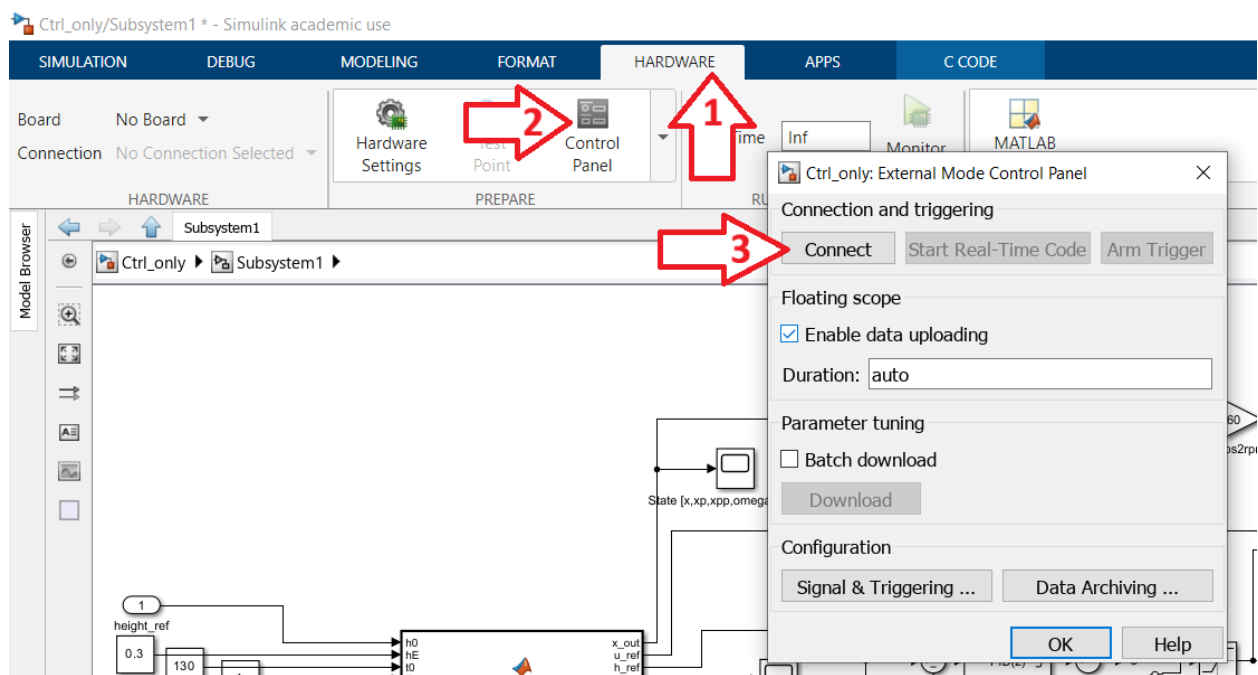 Ctrl_only/Subsystem1 * - Simulink academic use
SIMULATION DEBUG MODELING FORMAT HARDWARE APPS C CODE
Board No Board
Connection No Connection Selected
Hardware
Settings
Test
Point
Control
Panel
Time Inf
Monitor
MATLAB
1
2
HARDWARE PREPARE RU
Model Browser
Subsystem1
Ctrl_only Subsystem1
3
Ctrl_only: External Mode Control Panel
Connection and triggering
Connect Start Real-Time Code Arm Trigger
Floating scope
Enable data uploading
Duration: auto
Parameter tuning
Batch download
Download
Configuration
Signal & Triggering ... Data Archiving ...
OK Help
60
State [x,xp,xpp,omega
1
height_ref
0.3
130
h0
hE
t0
x_out
u_ref
h_ref